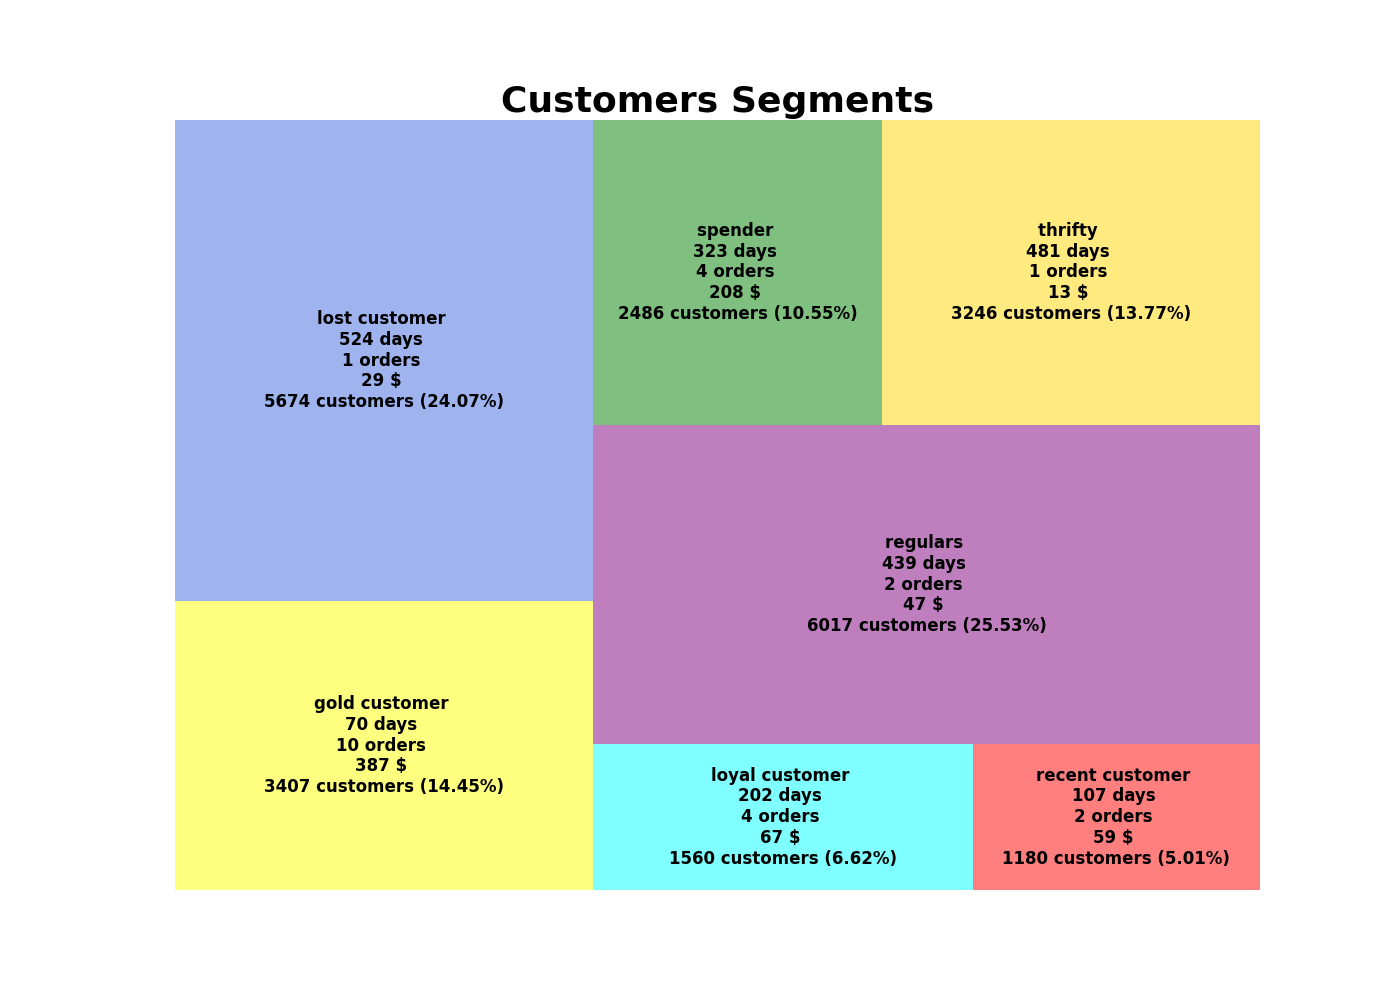 Customers Segments
lost customer
524 days
1 orders
29 $
5674 customers (24.07%)
spender
323 days
4 orders
208 $
2486 customers (10.55%)
thrifty
481 days
1 orders
13 $
3246 customers (13.77%)
regulars
439 days
2 orders
47 $
6017 customers (25.53%)
gold customer
70 days
10 orders
387 $
3407 customers (14.45%)
loyal customer
202 days
4 orders
67 $
1560 customers (6.62%)
recent customer
107 days
2 orders
59 $
1180 customers (5.01%)